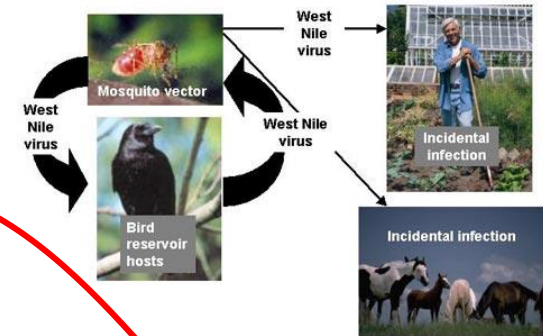 West
Nile
virus
Mosquito vector
West
Nile
virus
West Nile
virus
Incidental
infection
Bird
reservoir
hosts
Incidental infection